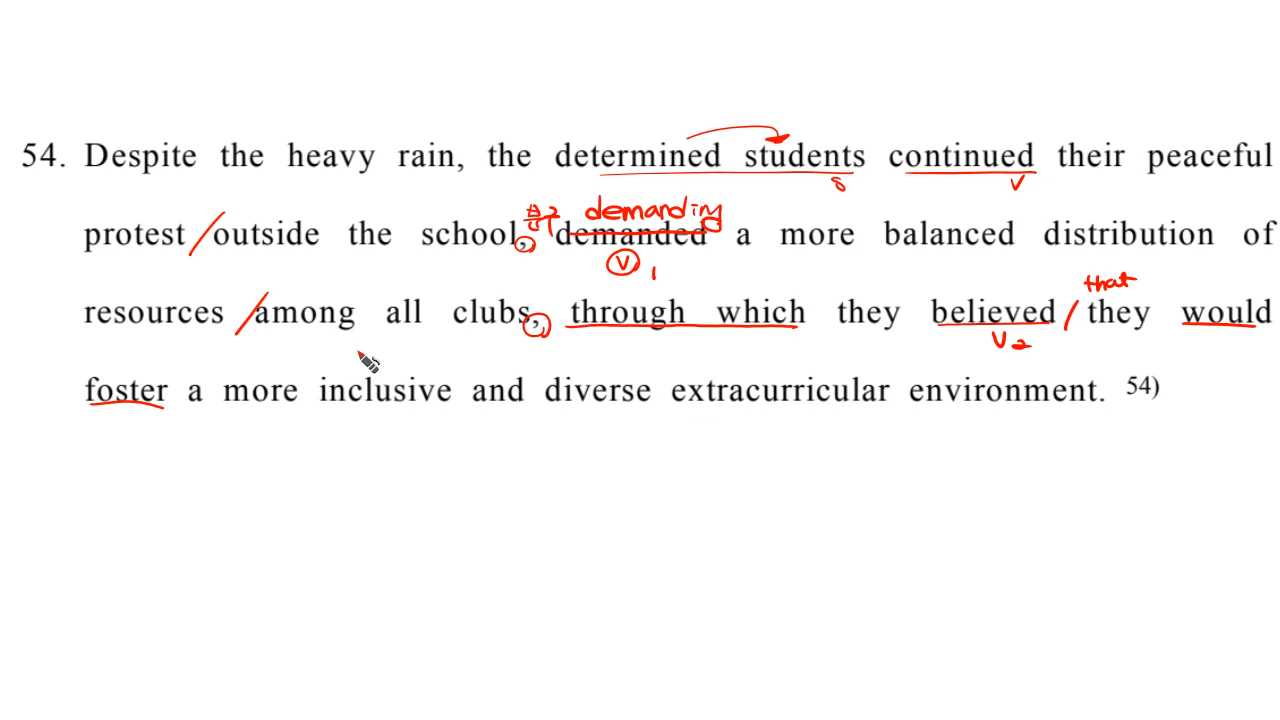 54. Despite the heavy rain, the determined students continued their peaceful
s v
demanding
protest / outside the school, demanded a more balanced distribution of
V 1
that
resources / among all clubs, through which they believed / they would
V2
foster a more inclusive and diverse extracurricular environment. 54)